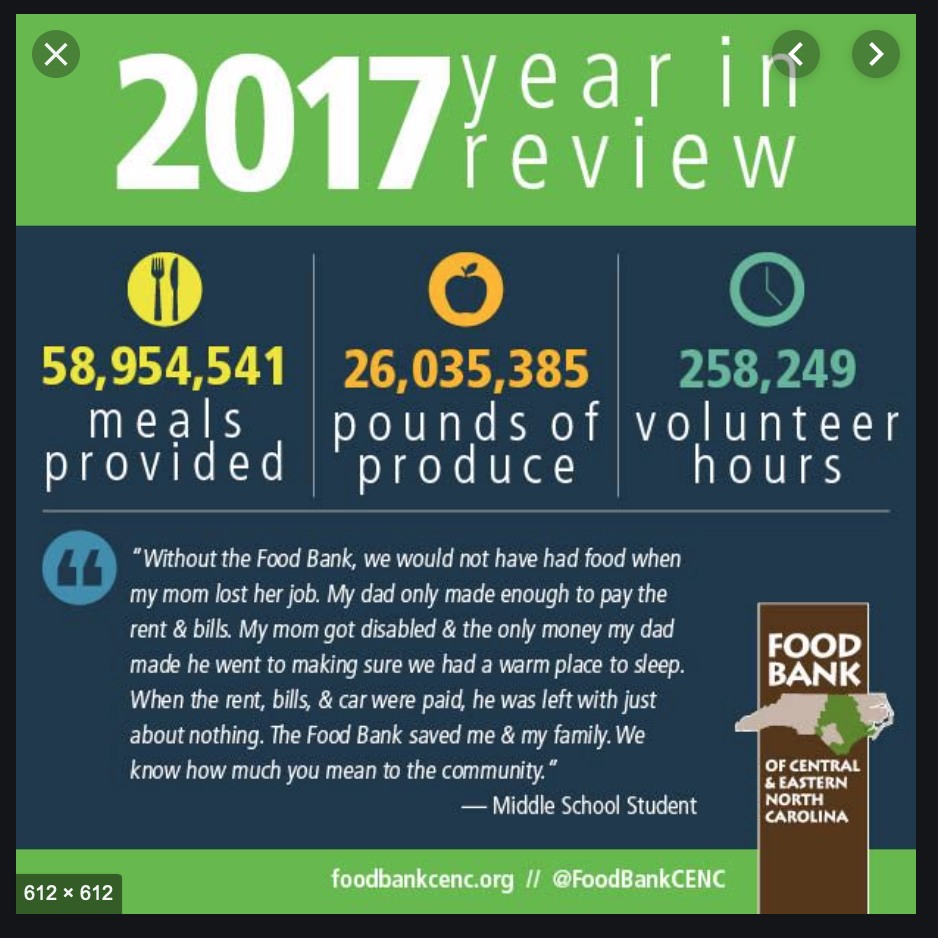 2017 year in
review
58,954,541
meals
provided
26,035,385
pounds of
produce
258,249
volunteer
hours
“Without the Food Bank, we would not have had food when
my mom lost her job. My dad only made enough to pay the
rent & bills. My mom got disabled & the only money my dad
made he went to making sure we had a warm place to sleep.
When the rent, bills, & car were paid, he was left with just
about nothing. The Food Bank saved me & my family. We
know how much you mean to the community.”
— Middle School Student
FOOD
BANK
OF CENTRAL
& EASTERN
NORTH
CAROLINA
foodbankcenc.org // @FoodBankCENC
612 × 612